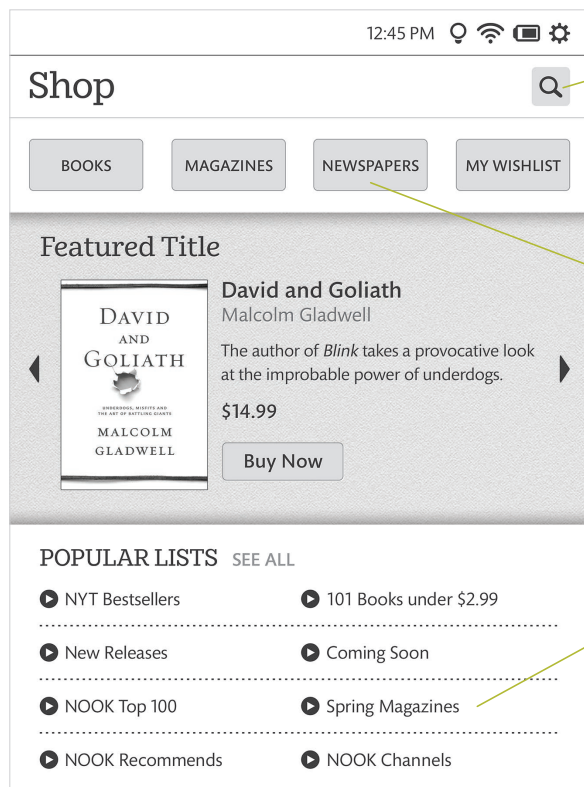 12:45 PM
Shop
BOOKS MAGAZINES NEWSPAPERS MY WISHLIST
Featured Title
DAVID
AND
GOLIATH
UNDERDOGS, MISFITS AND
THE ART OF BATTLING GIANTS
MALCOLM
GLADWELL
David and Goliath
Malcolm Gladwell
The author of Blink takes a provocative look
at the improbable power of underdogs.
$14.99
Buy Now
POPULAR LISTS SEE ALL
NYT Bestsellers 101 Books under $2.99
New Releases Coming Soon
NOOK Top 100 Spring Magazines
NOOK Recommends NOOK Channels